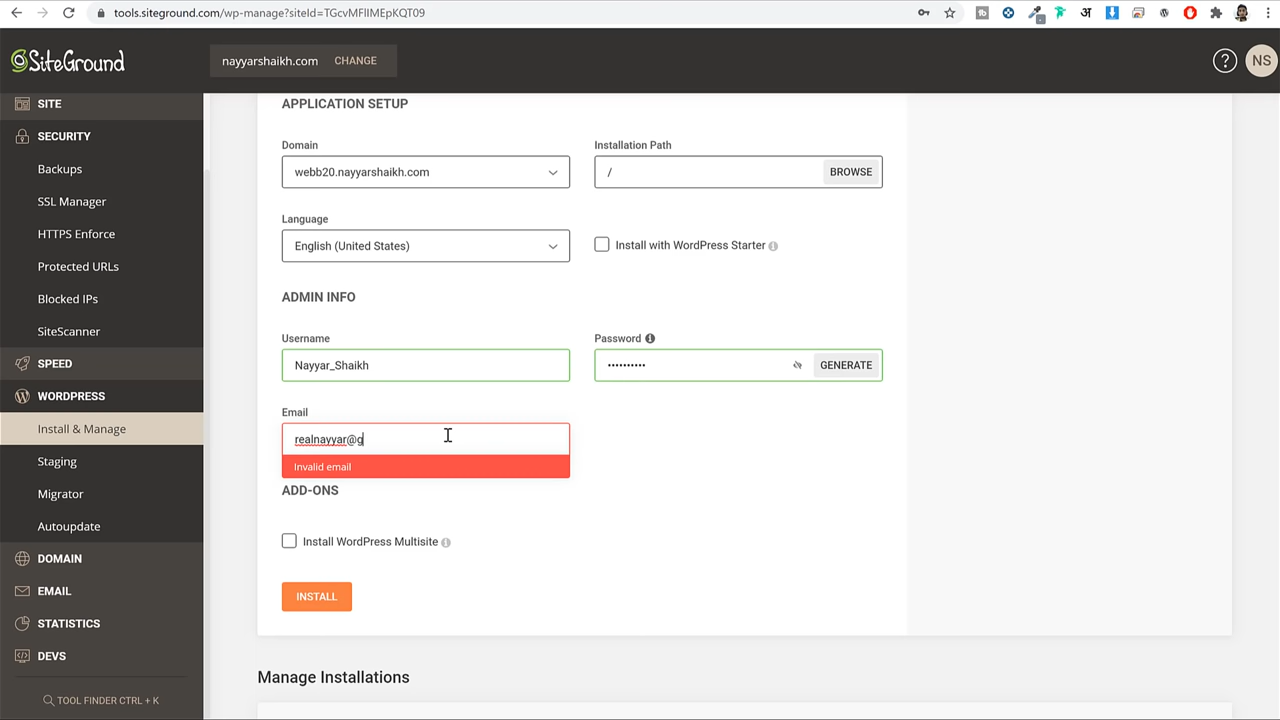 tools.siteground.com/wp-manage?siteId=TGcvMFlIMEpKQT09
SiteGround
nayyarshaikh.com CHANGE
NS
SITE
SECURITY
Backups
SSL Manager
HTTPS Enforce
Protected URLs
Blocked IPs
SiteScanner
SPEED
WORDPRESS
Install & Manage
Staging
Migrator
Autoupdate
DOMAIN
EMAIL
STATISTICS
DEVS
TOOL FINDER CTRL + K
APPLICATION SETUP
Domain
webb20.nayyarshaikh.com
Installation Path
/ BROWSE
Language
English (United States)
Install with WordPress Starter
ADMIN INFO
Username
Nayyar_Shaikh
Password
•••••••••• GENERATE
Email
realnayyar@g
Invalid email
ADD-ONS
Install WordPress Multisite
INSTALL
Manage Installations